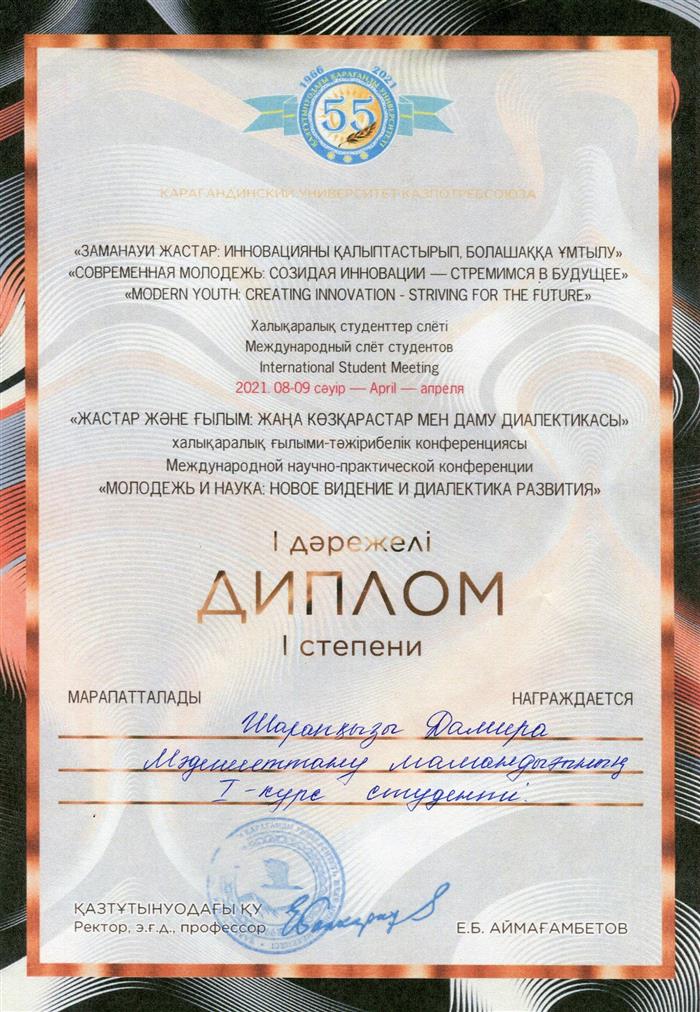 1966 2021
ҚАЗТҰТЫНУОДАҒЫ ҚАРАҒАНДЫ УНИВЕРСИТЕТІ
55
КАРАГАНДИНСКИЙ УНИВЕРСИТЕТ КАЗПОТРЕБСОЮЗА
«ЗАМАНАУИ ЖАСТАР: ИННОВАЦИЯНЫ ҚАЛЫПТАСТЫРЫП, БОЛАШАҚҚА ҰМТЫЛУ»
«СОВРЕМЕННАЯ МОЛОДЕЖЬ: СОЗИДАЯ ИННОВАЦИИ — СТРЕМИМСЯ В БУДУЩЕЕ»
«MODERN YOUTH: CREATING INNOVATION - STRIVING FOR THE FUTURE»
Халықаралық студенттер слёті
Международный слёт студентов
International Student Meeting
2021. 08-09 сәуір — April — апреля
«ЖАСТАР ЖӘНЕ ҒЫЛЫМ: ЖАҢА КӨЗҚАРАСТАР МЕН ДАМУ ДИАЛЕКТИКАСЫ»
халықаралық ғылыми-тәжірибелік конференциясы
Международной научно-практической конференции
«МОЛОДЕЖЬ И НАУКА: НОВОЕ ВИДЕНИЕ И ДИАЛЕКТИКА РАЗВИТИЯ»
І дәрежелі
ДИПЛОМ
І степени
МАРАПАТТАЛАДЫ НАГРАЖДАЕТСЯ
Шарапқызы Дамира
Мәдениеттану мамандығының
І-курс студенті.
ҚАЗТҰТЫНУОДАҒЫ ҚУ
Ректор, э.ғ.д., профессор Е.Б. АЙМАҒАМБЕТОВ